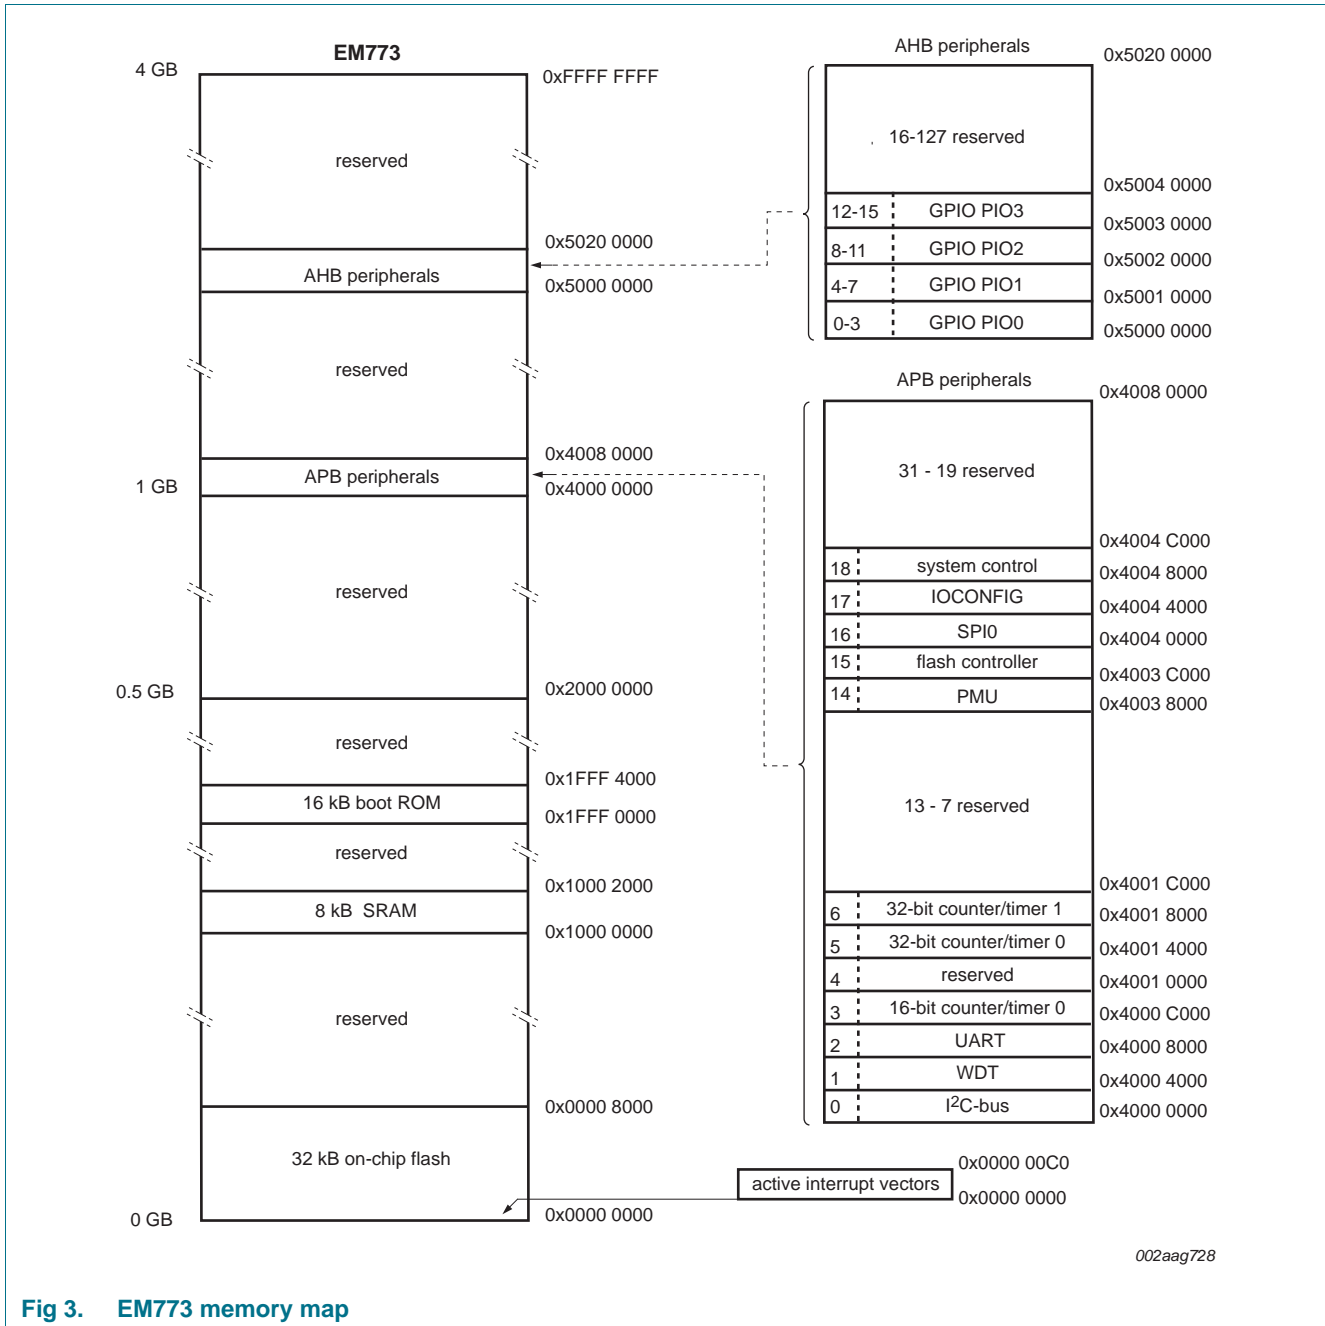 EM773
4 GB
0xFFFF FFFF
reserved
0x5020 0000
AHB peripherals
0x5000 0000
reserved
0x4008 0000
APB peripherals
1 GB
0x4000 0000
reserved
0.5 GB
0x2000 0000
reserved
0x1FFF 4000
16 kB boot ROM
0x1FFF 0000
reserved
0x1000 2000
8 kB SRAM
0x1000 0000
reserved
0x0000 8000
32 kB on-chip flash
0 GB
0x0000 0000
AHB peripherals
0x5020 0000
16-127 reserved
0x5004 0000
12-15 GPIO PIO3
0x5003 0000
8-11 GPIO PIO2
0x5002 0000
4-7 GPIO PIO1
0x5001 0000
0-3 GPIO PIO0
0x5000 0000
APB peripherals
0x4008 0000
31 - 19 reserved
0x4004 C000
18 system control
0x4004 8000
17 IOCONFIG
0x4004 4000
16 SPI0
0x4004 0000
15 flash controller
0x4003 C000
14 PMU
0x4003 8000
13 - 7 reserved
0x4001 C000
6 32-bit counter/timer 1
0x4001 8000
5 32-bit counter/timer 0
0x4001 4000
4 reserved
0x4001 0000
3 16-bit counter/timer 0
0x4000 C000
2 UART
0x4000 8000
1 WDT
0x4000 4000
0 I2C-bus
0x4000 0000
0x0000 00C0
active interrupt vectors
0x0000 0000
002aag728
Fig 3. EM773 memory map